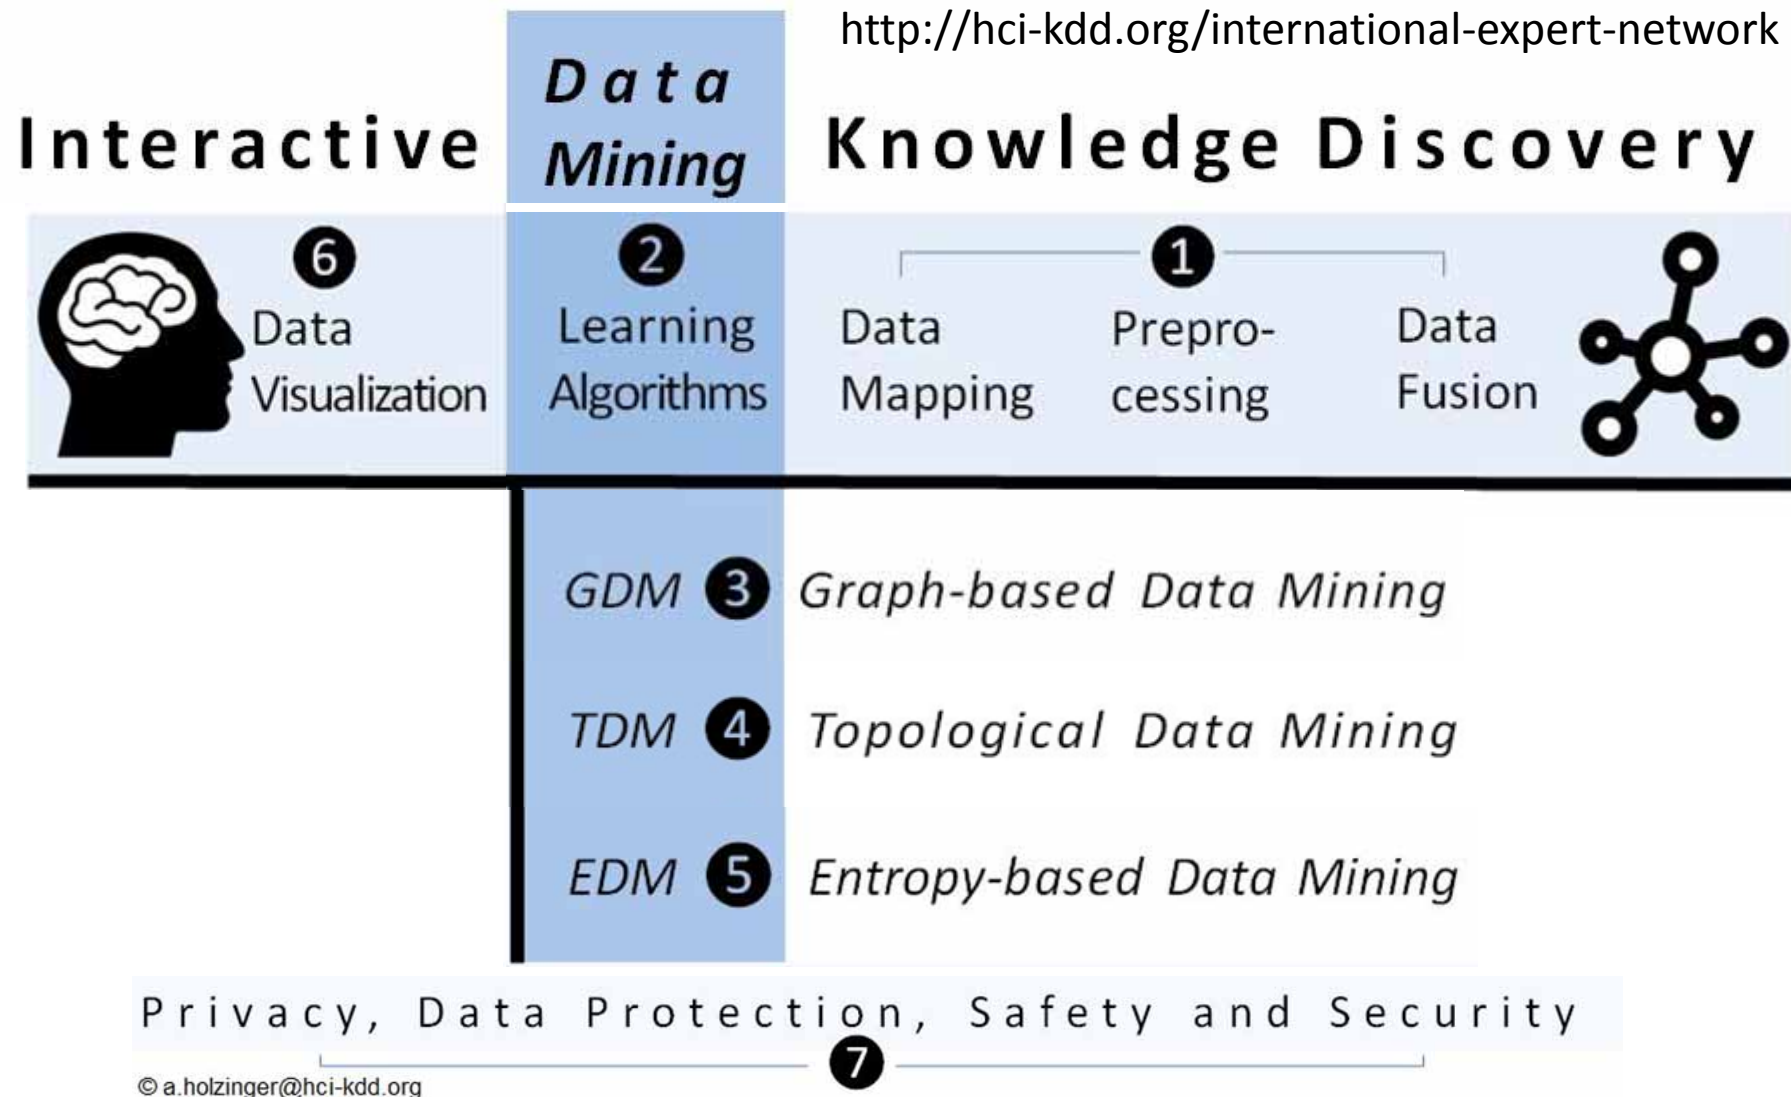 http://hci-kdd.org/international-expert-network
Data
Mining
Interactive
Knowledge Discovery
6
Data
Visualization
2
Learning
Algorithms
1
Data
Mapping
Prepro-
cessing
Data
Fusion
GDM 3 Graph-based Data Mining
TDM 4 Topological Data Mining
EDM 5 Entropy-based Data Mining
Privacy, Data Protection, Safety and Security
7
© a.holzinger@hci-kdd.org